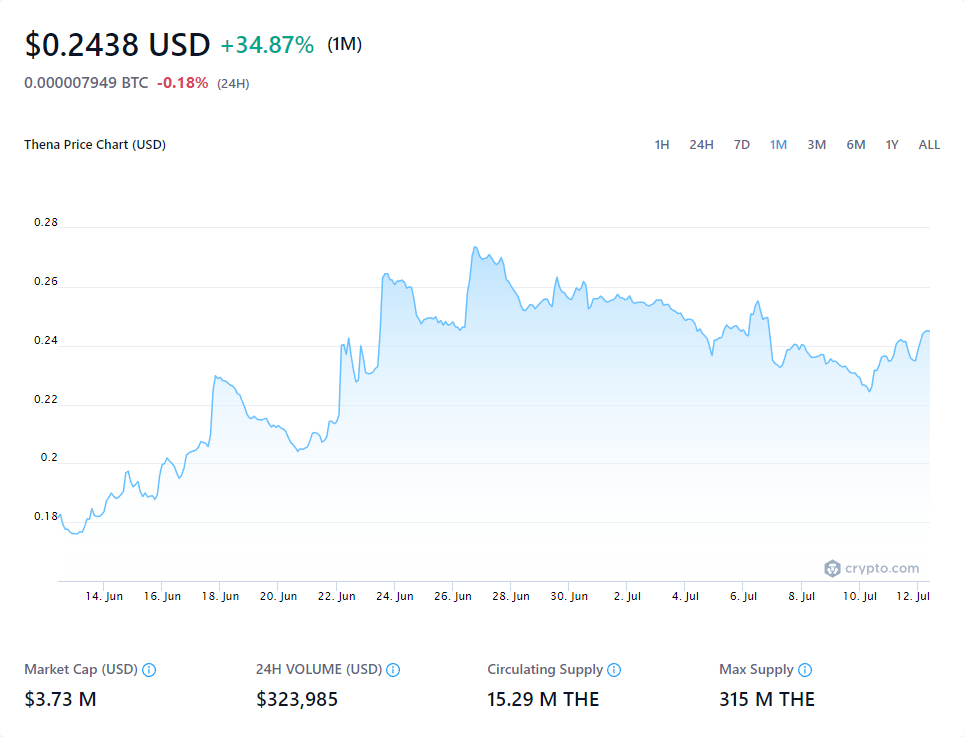 $0.2438 USD +34.87% (1M)
0.000007949 BTC -0.18% (24H)
Thena Price Chart (USD) 1H 24H 7D 1M 3M 6M 1Y ALL
0.28
0.26
0.24
0.22
0.2
0.18
crypto.com
14. Jun 16. Jun 18. Jun 20. Jun 22. Jun 24. Jun 26. Jun 28. Jun 30. Jun 2. Jul 4. Jul 6. Jul 8. Jul 10. Jul 12. Jul
Market Cap (USD) 24H VOLUME (USD) Circulating Supply Max Supply
$3.73 M $323,985 15.29 M THE 315 M THE